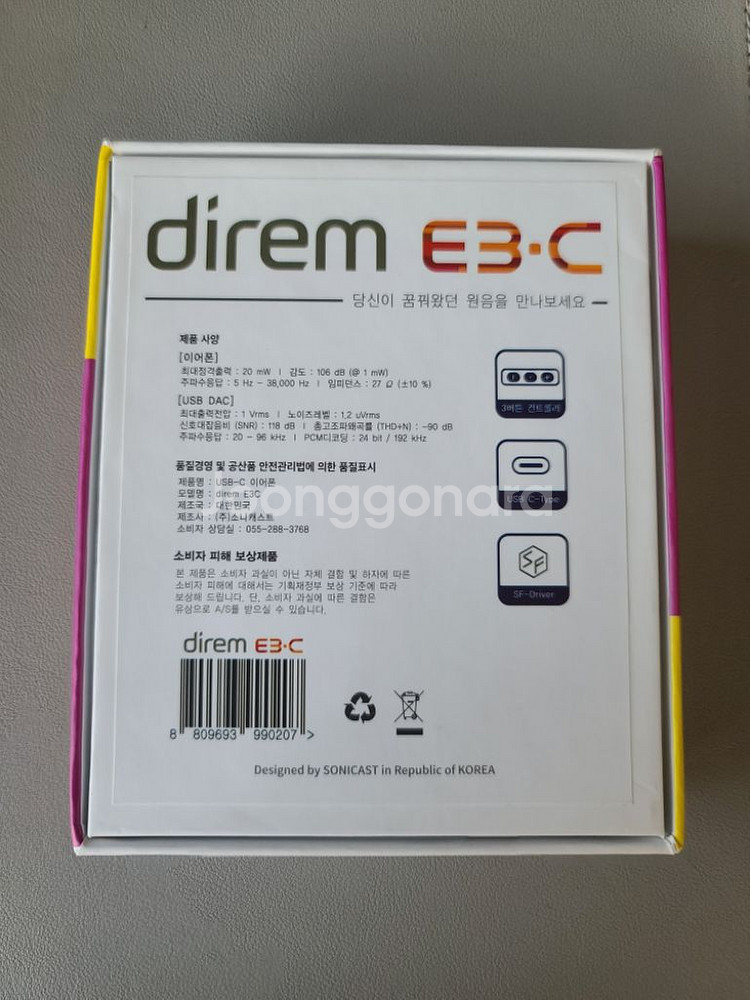 direm E3·C
당신이 꿈꿔왔던 원음을 만나보세요
제품 사양
[이어폰]
최대정격출력 : 20 mW ㅣ 감도 : 106 dB (@ 1 mW)
주파수응답 : 5 Hz - 38,000 Hz ㅣ 임피던스 : 27 Ω (±10 %)
[USB DAC]
최대출력전압 : 1 Vrms ㅣ 노이즈레벨 : 1.2 uVrms
신호대잡음비 (SNR) : 118 dB ㅣ 총고조파왜곡률 (THD+N) : -90 dB
주파수응답 : 20 - 96 kHz ㅣ PCM디코딩 : 24 bit / 192 kHz
3버튼 컨트롤러
USB C-Type
SF
SF-Driver
품질경영 및 공산품 안전관리법에 의한 품질표시
제품명 : USB-C 이어폰
모델명 : direm E3C
제조국 : 대한민국
제조사 : (주)소니캐스트
소비자 상담실 : 055-288-3768
joonggonara
소비자 피해 보상제품
본 제품은 소비자 과실이 아닌 자체 결함 및 하자에 따른
소비자 피해에 대해서는 기획재정부 보상 기준에 따라
보상해 드립니다. 단, 소비자 과실에 따른 결함은
유상으로 A/S를 받으실 수 있습니다.
direm E3·C
8 809693 990207 >
Designed by SONICAST in Republic of KOREA